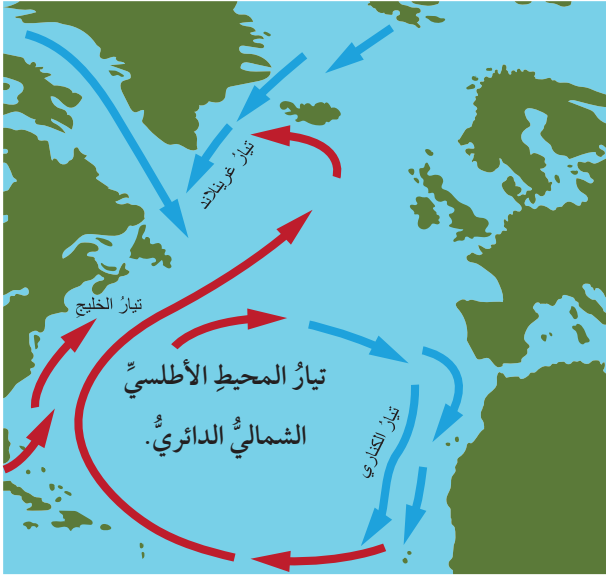 تيارُ غرينلاند
تيارُ الخليجِ
تيارُ المحيطِ الأطلسيِّ
الشماليُّ الدائريُّ.
تيارُ الكناري